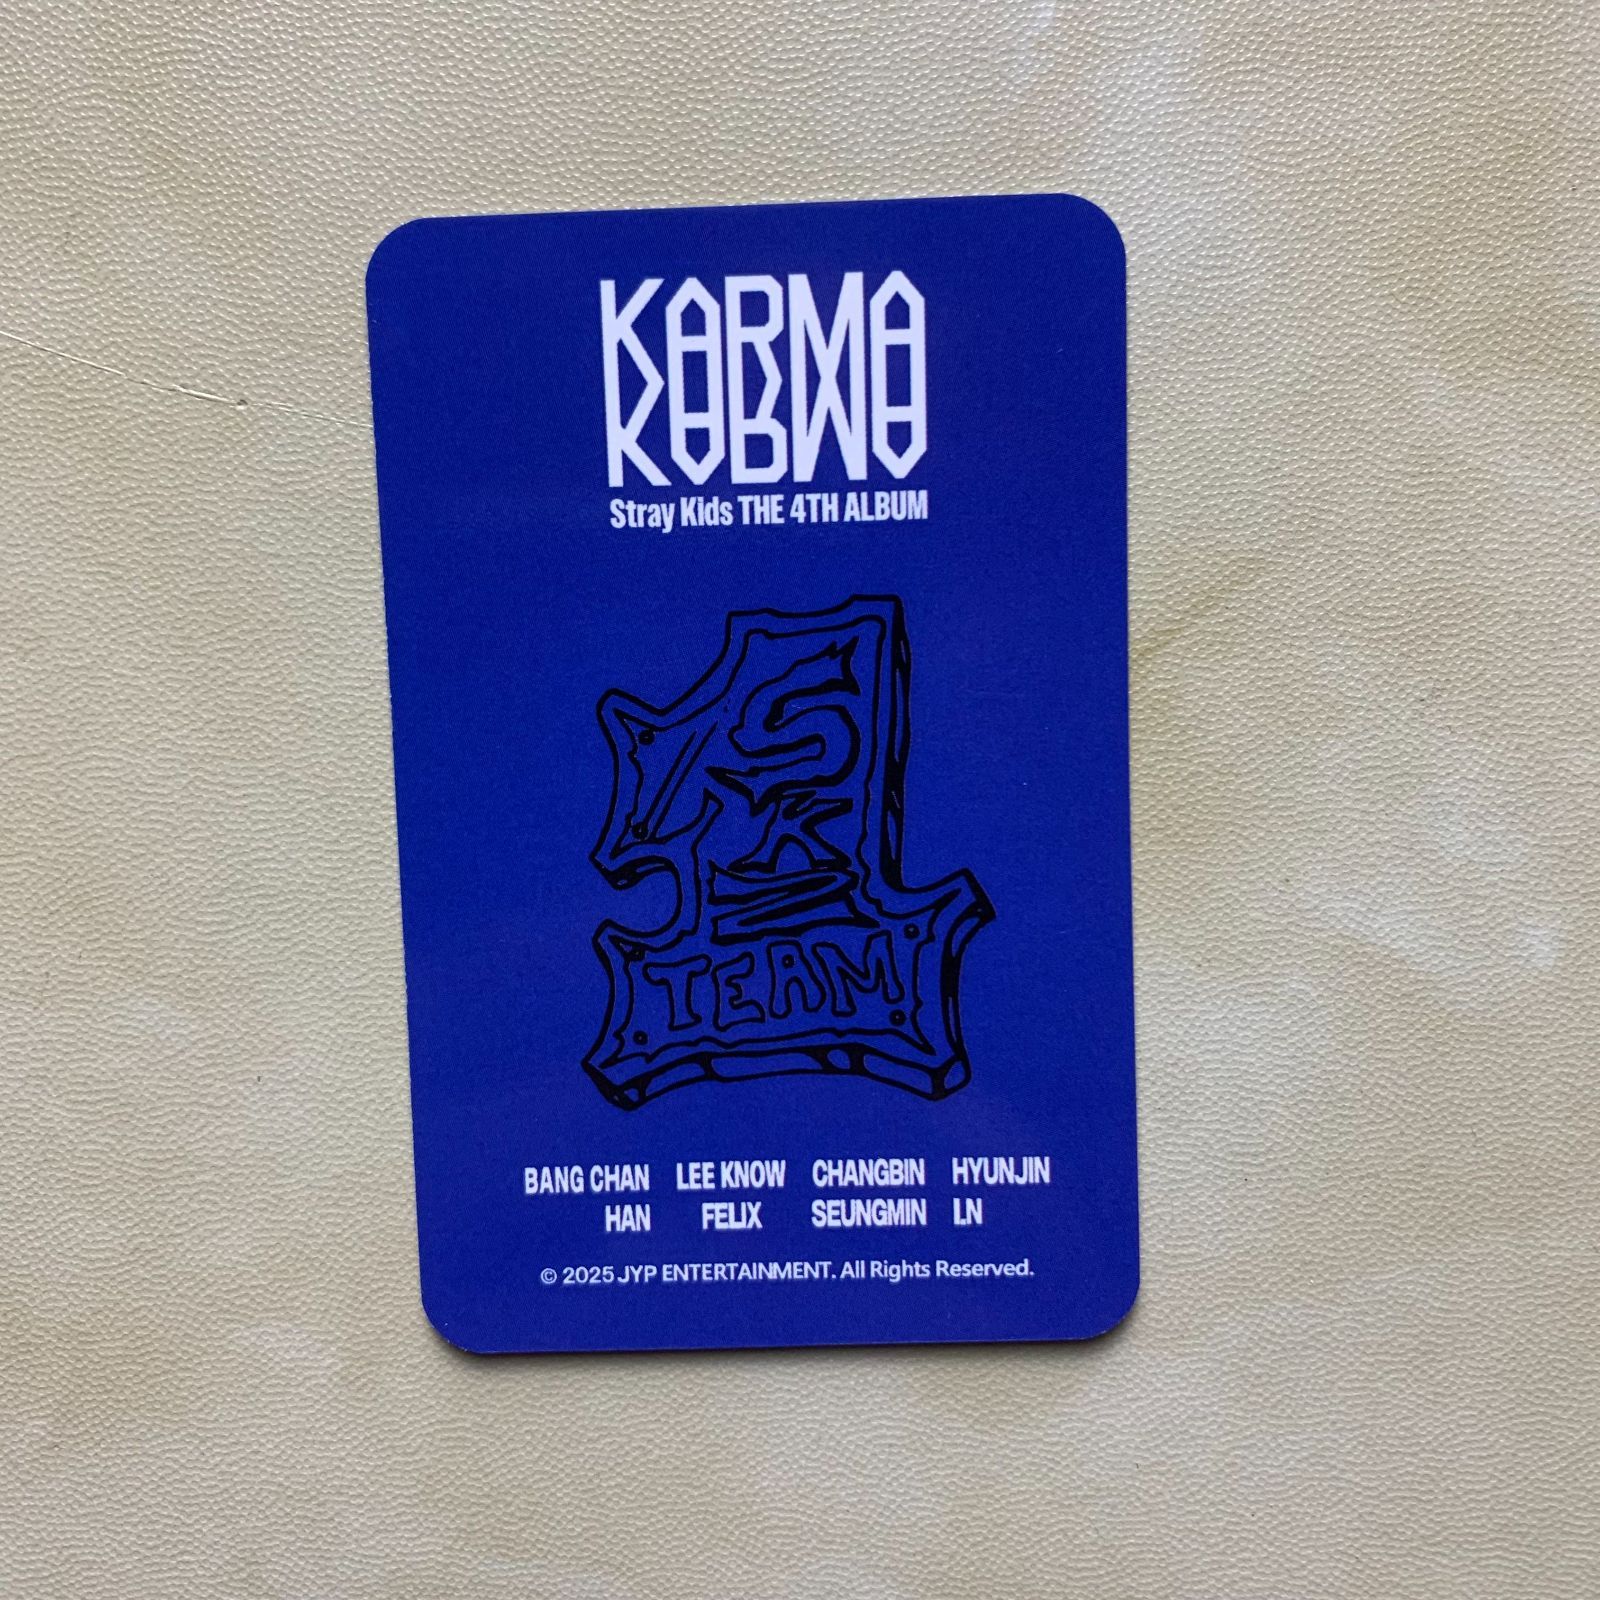 KARMA
KARMA
Stray Kids THE 4TH ALBUM
SKZ
TEAM
BANG CHAN LEE KNOW CHANGBIN HYUNJIN
HAN FELIX SEUNGMIN I.N
© 2025 JYP ENTERTAINMENT. All Rights Reserved.